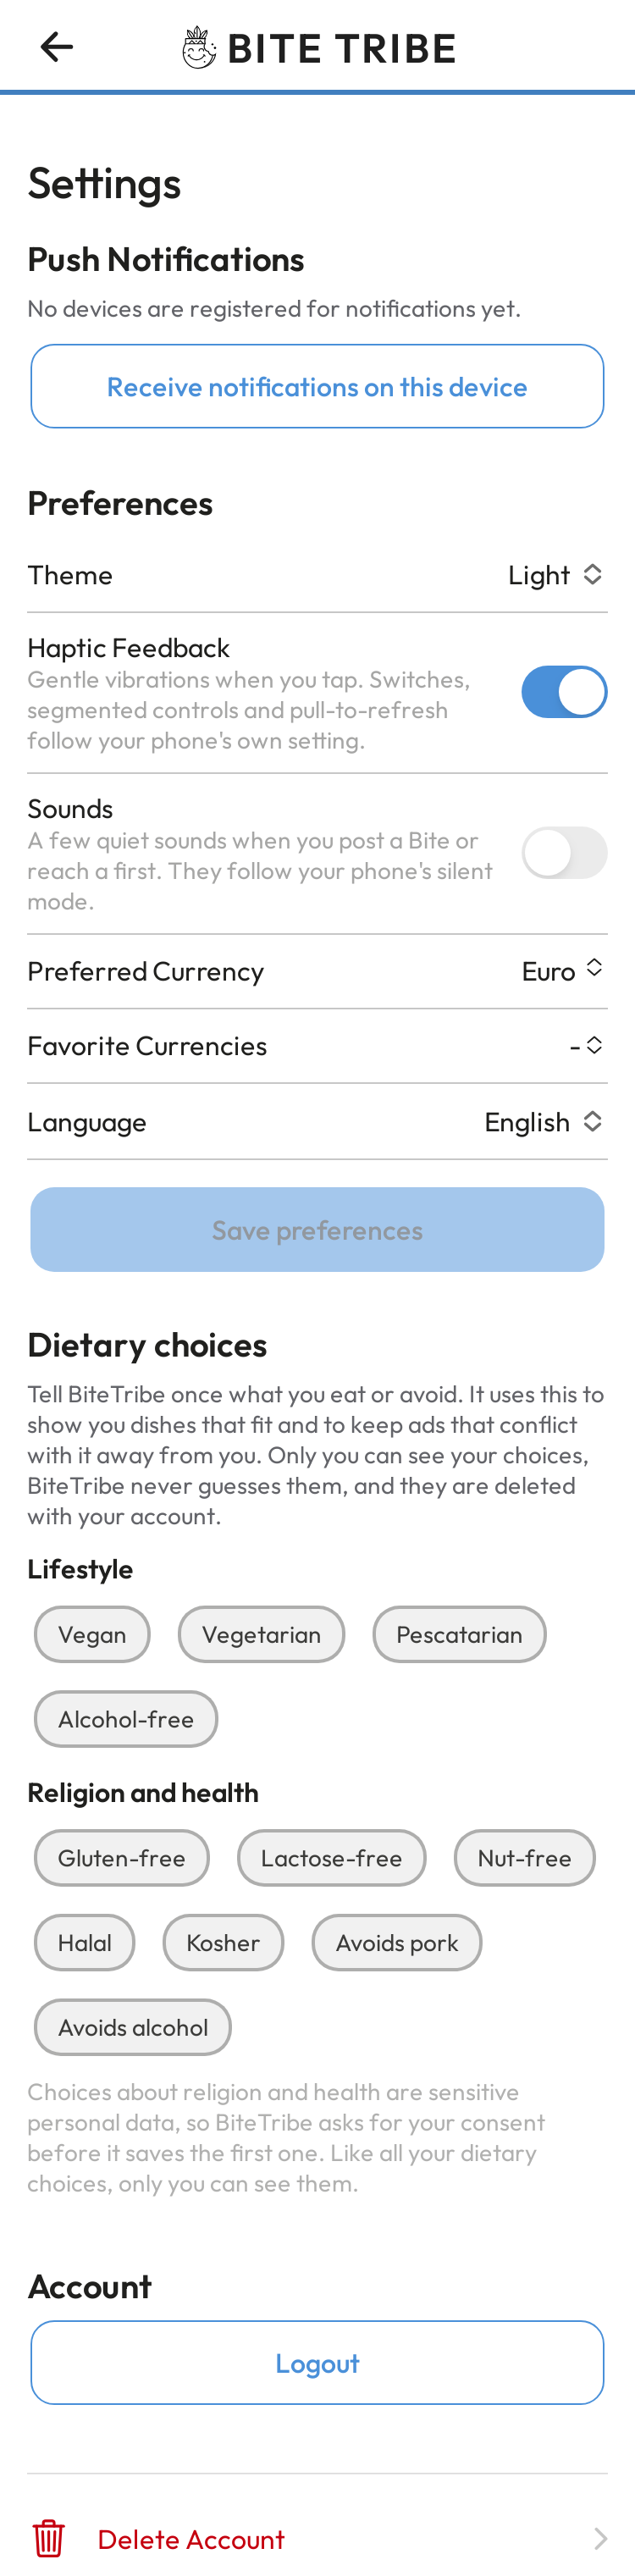 BITE TRIBE
Settings
Push Notifications
No devices are registered for notifications yet.
Receive notifications on this device
Preferences
Theme Light
Haptic Feedback
Gentle vibrations when you tap. Switches,
segmented controls and pull-to-refresh
follow your phone's own setting.
Sounds
A few quiet sounds when you post a Bite or
reach a first. They follow your phone's silent
mode.
Preferred Currency Euro
Favorite Currencies -
Language English
Save preferences
Dietary choices
Tell BiteTribe once what you eat or avoid. It uses this to
show you dishes that fit and to keep ads that conflict
with it away from you. Only you can see your choices,
BiteTribe never guesses them, and they are deleted
with your account.
Lifestyle
Vegan Vegetarian Pescatarian
Alcohol-free
Religion and health
Gluten-free Lactose-free Nut-free
Halal Kosher Avoids pork
Avoids alcohol
Choices about religion and health are sensitive
personal data, so BiteTribe asks for your consent
before it saves the first one. Like all your dietary
choices, only you can see them.
Account
Logout
Delete Account